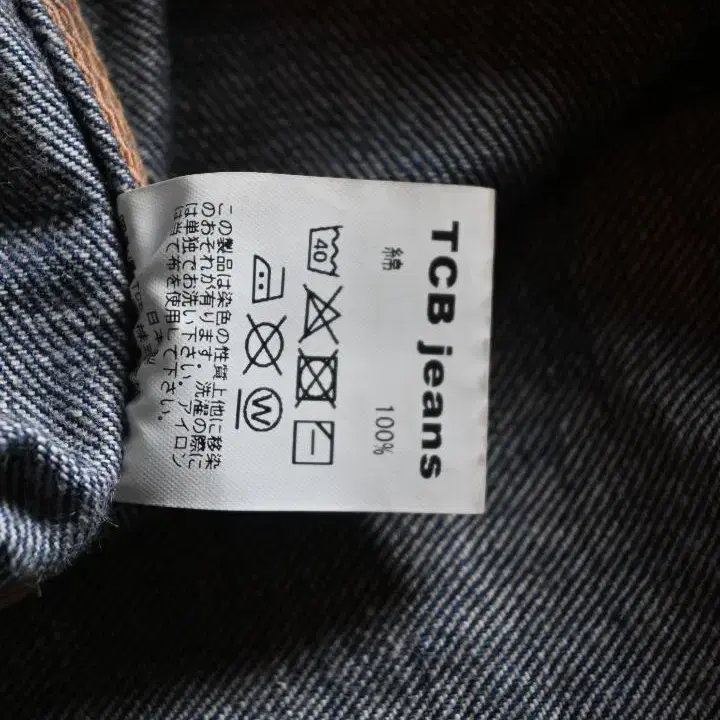 TCB jeans
綿 100%
40
W
この製品は染色の性質上他に移染
のおそれが有ります。洗濯の際に
は単独でお洗い下さい。アイロン
は当て布を使用して下さい。